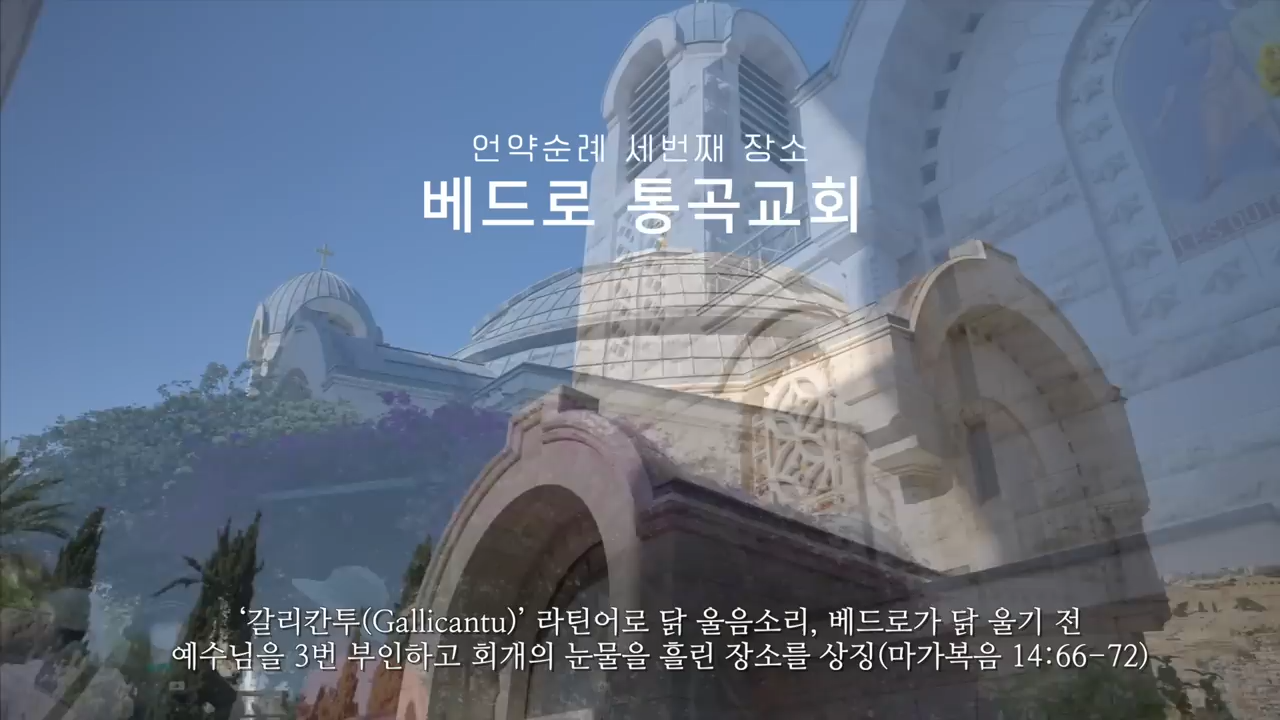 언약순례 세번째 장소
베드로 통곡교회
‘갈리칸투(Gallicantu)’ 라틴어로 닭 울음소리, 베드로가 닭 울기 전
예수님을 3번 부인하고 회개의 눈물을 흘린 장소를 상징(마가복음 14:66-72)